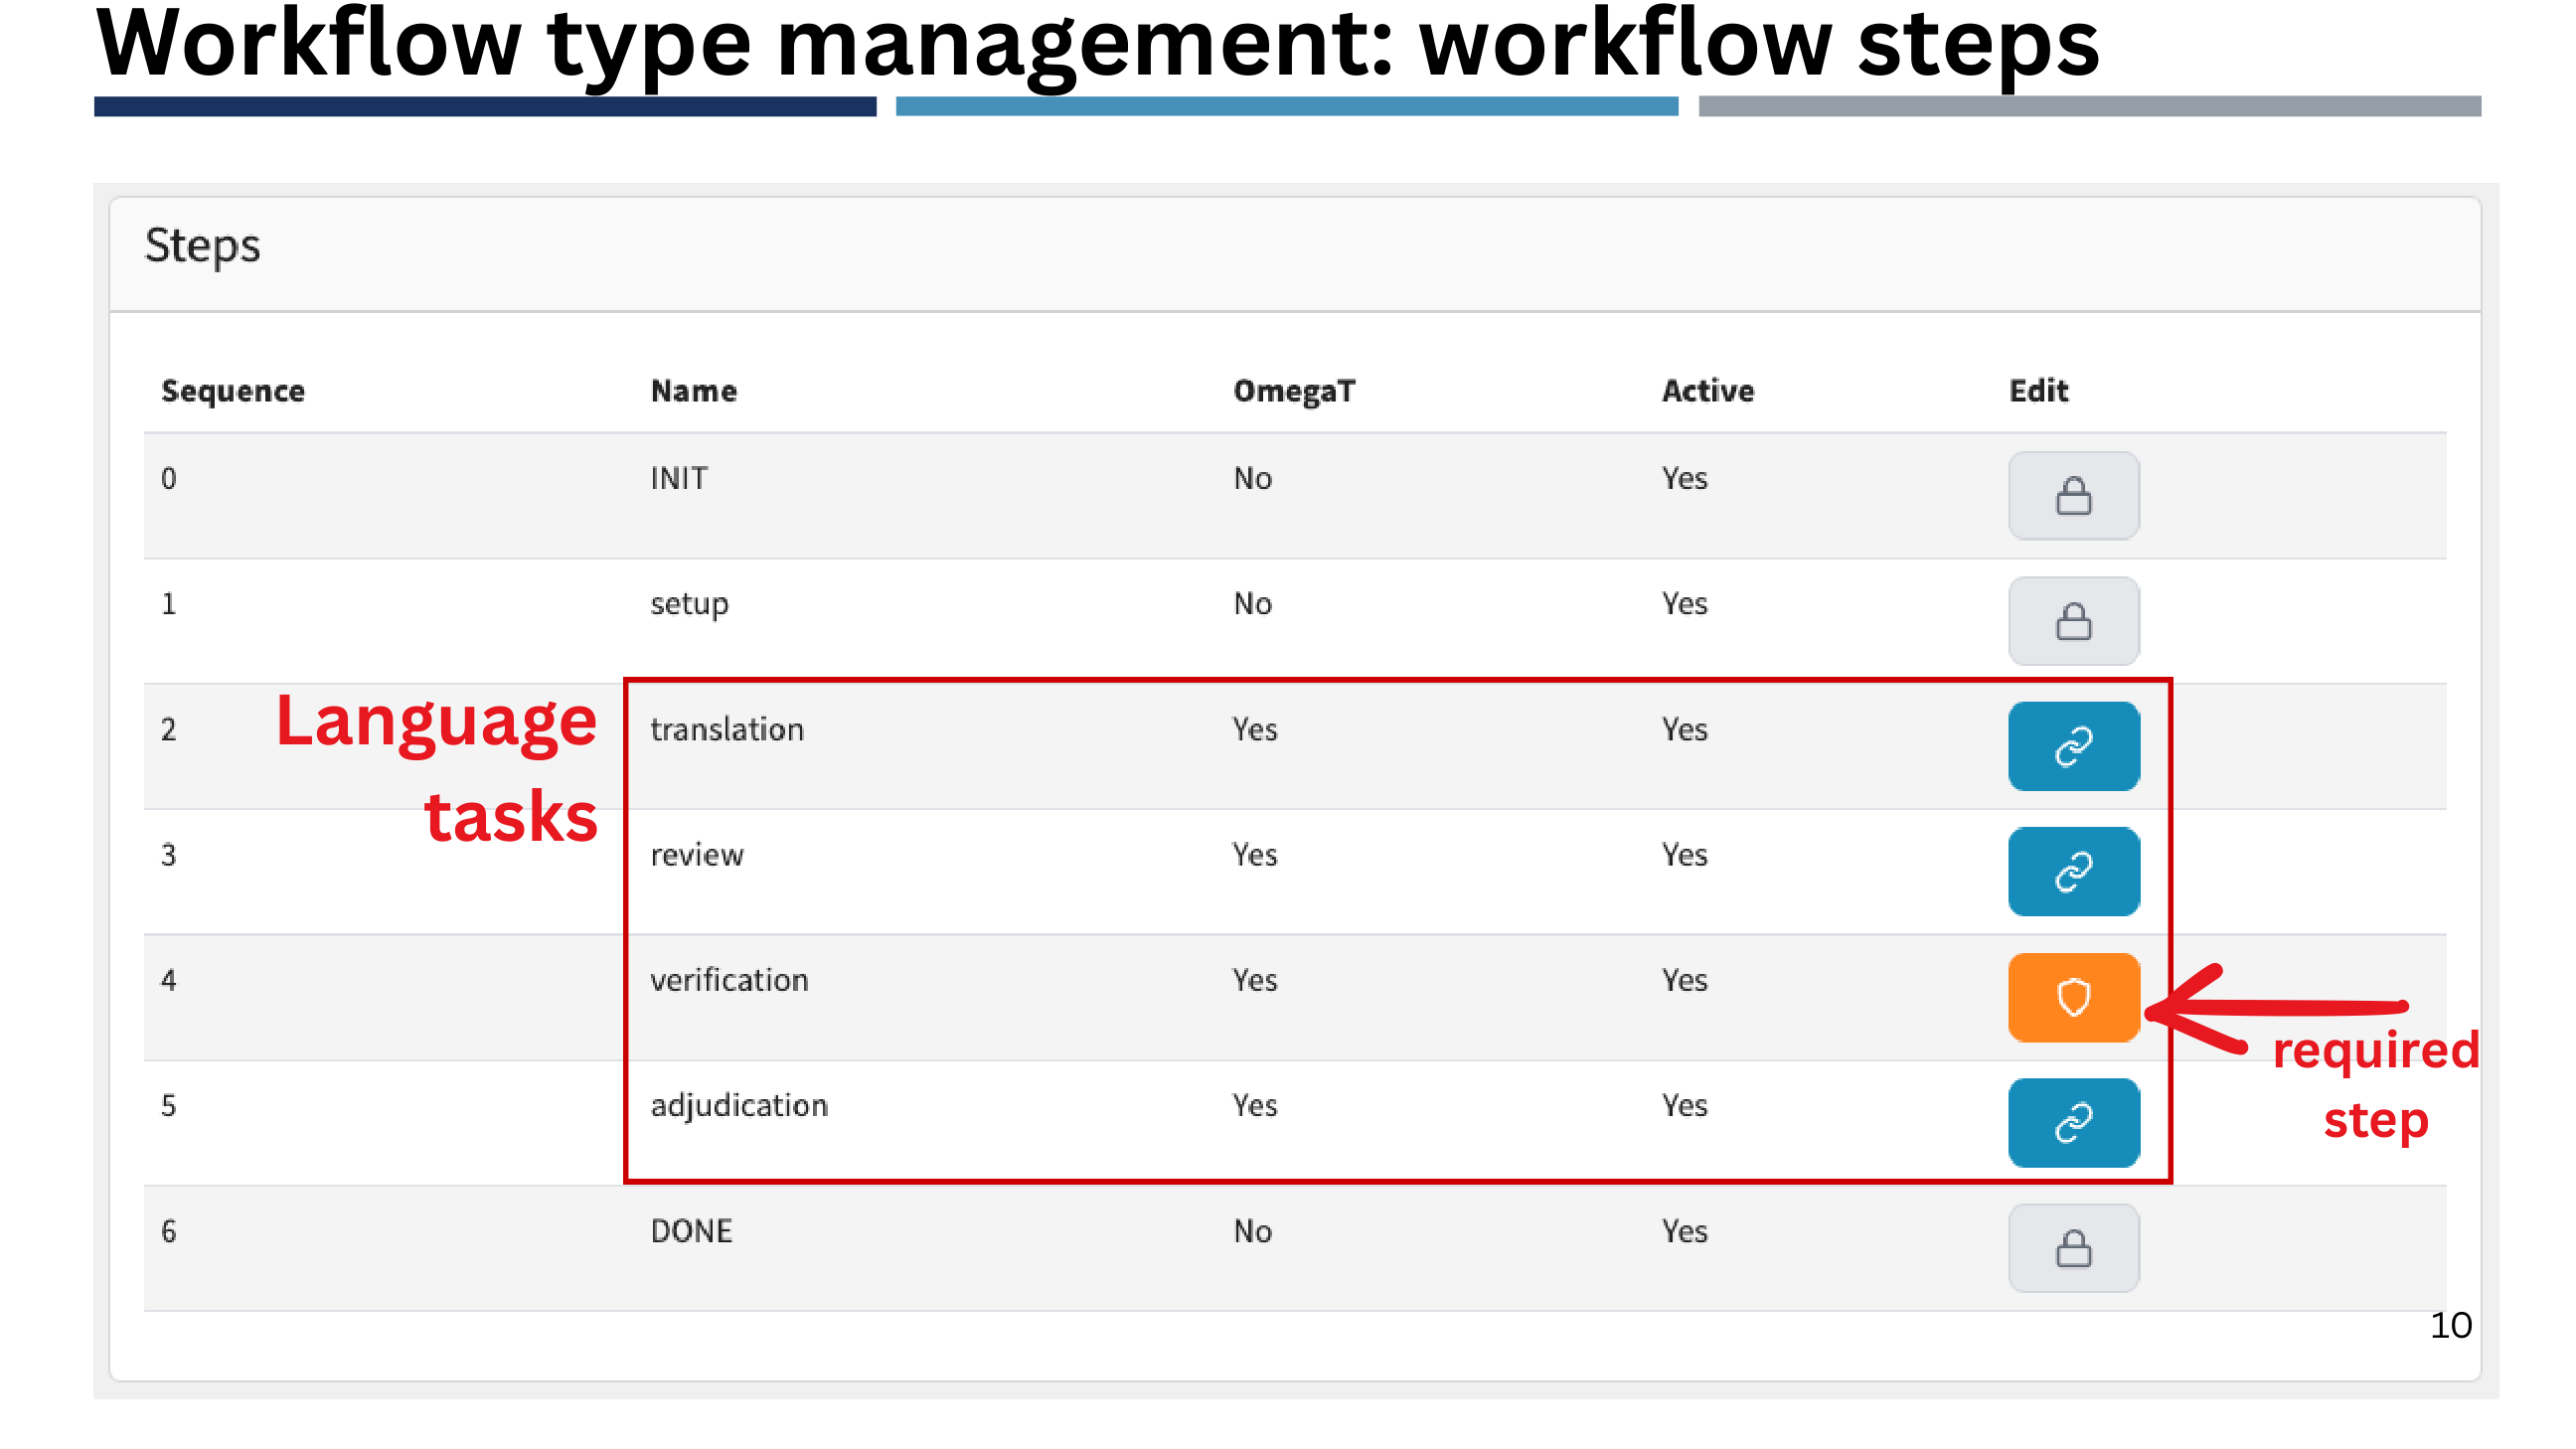 Workflow type management: workflow steps
Steps
Sequence Name OmegaT Active Edit
0 INIT No Yes
1 setup No Yes
Language tasks
2 translation Yes Yes
3 review Yes Yes
4 verification Yes Yes
required step
5 adjudication Yes Yes
6 DONE No Yes
10